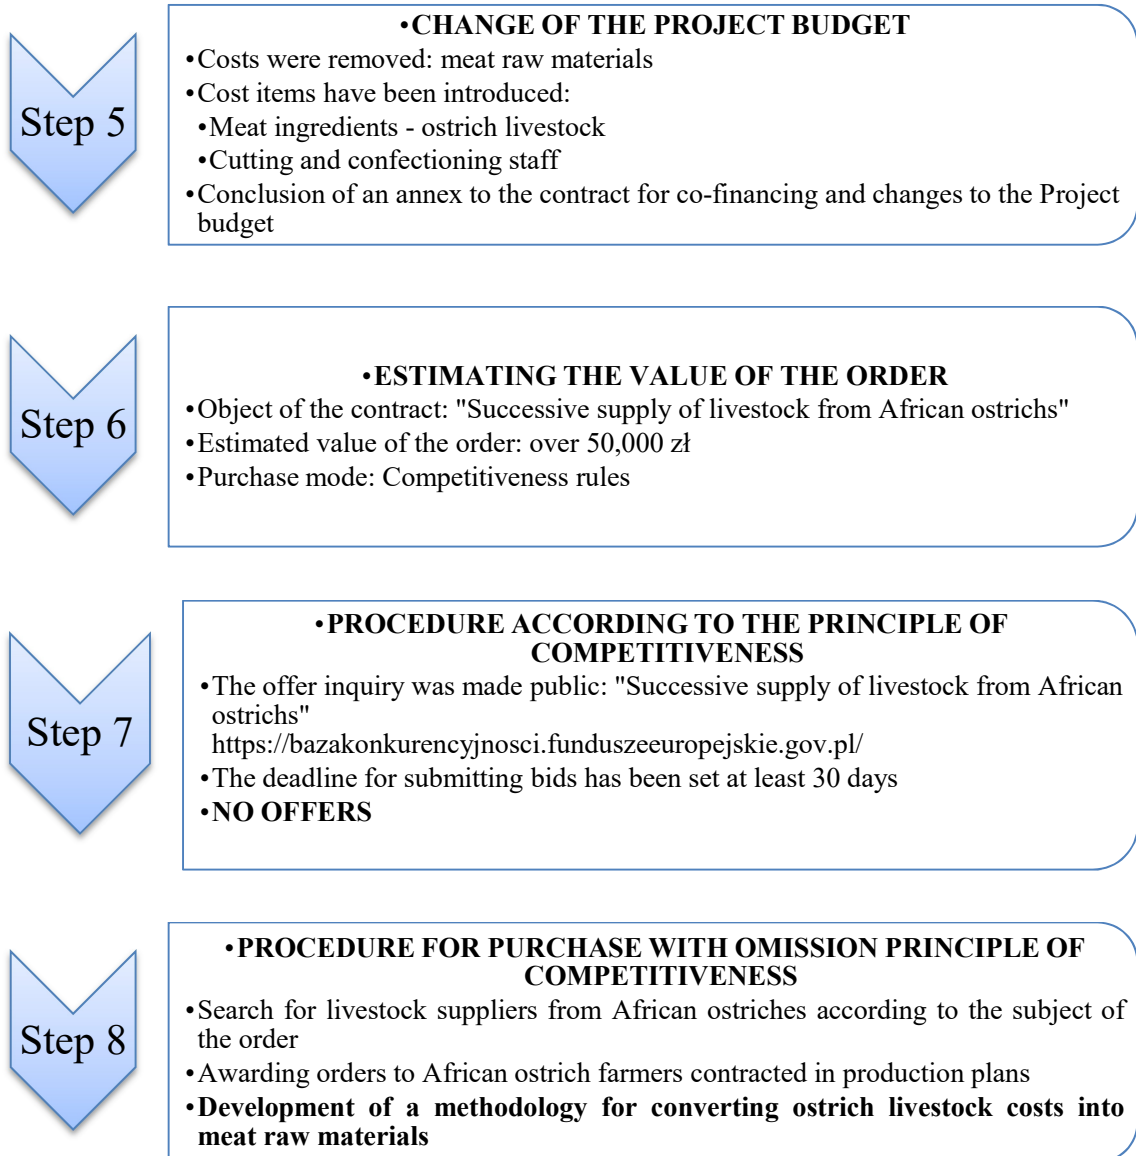 Step 5
•CHANGE OF THE PROJECT BUDGET
•Costs were removed: meat raw materials
•Cost items have been introduced:
•Meat ingredients - ostrich livestock
•Cutting and confectioning staff
•Conclusion of an annex to the contract for co-financing and changes to the Project
budget
Step 6
•ESTIMATING THE VALUE OF THE ORDER
•Object of the contract: "Successive supply of livestock from African ostrichs"
•Estimated value of the order: over 50,000 zł
•Purchase mode: Competitiveness rules
Step 7
•PROCEDURE ACCORDING TO THE PRINCIPLE OF
COMPETITIVENESS
•The offer inquiry was made public: "Successive supply of livestock from African
ostrichs"
https://bazakonkurencyjnosci.funduszeeuropejskie.gov.pl/
•The deadline for submitting bids has been set at least 30 days
•NO OFFERS
Step 8
•PROCEDURE FOR PURCHASE WITH OMISSION PRINCIPLE OF
COMPETITIVENESS
•Search for livestock suppliers from African ostriches according to the subject of
the order
•Awarding orders to African ostrich farmers contracted in production plans
•Development of a methodology for converting ostrich livestock costs into
meat raw materials